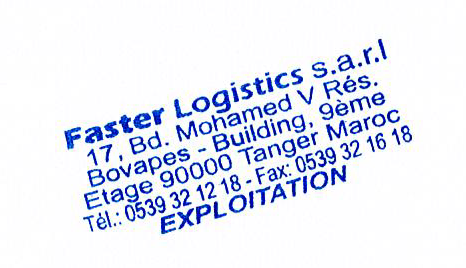 Faster Logistics s.a.r.l
17, Bd. Mohamed V Rés.
Bovapes - Building, 9ème
Etage 90000 Tanger Maroc
Tél.: 0539 32 12 18 - Fax: 0539 32 16 18
EXPLOITATION